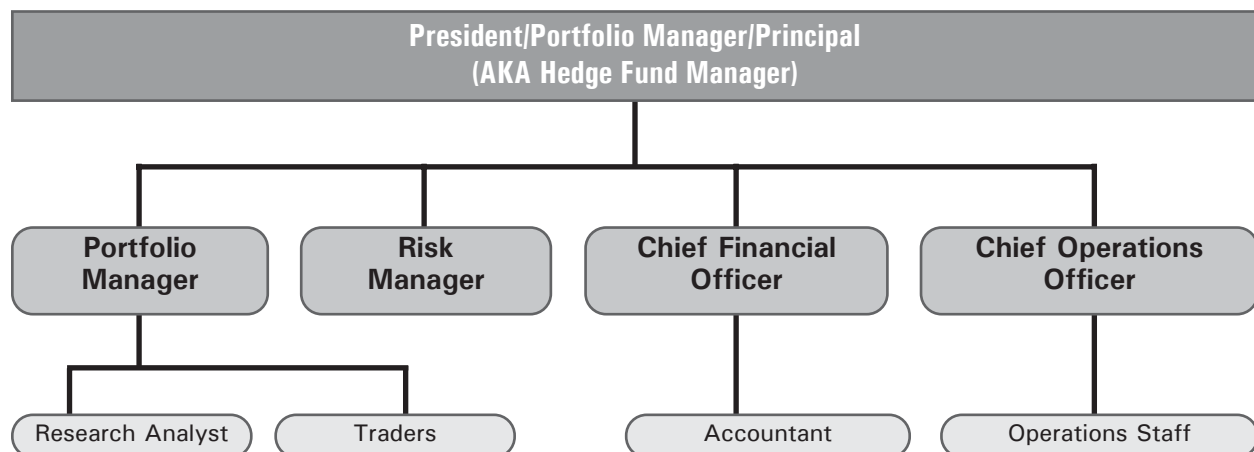 President/Portfolio Manager/Principal
(AKA Hedge Fund Manager)
Portfolio
Manager
Risk
Manager
Chief Financial
Officer
Chief Operations
Officer
Research Analyst
Traders
Accountant
Operations Staff